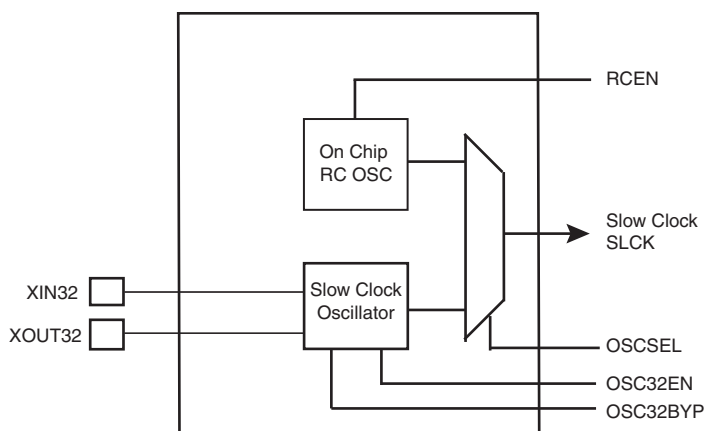 RCEN
On Chip
RC OSC
Slow Clock
SLCK
XIN32
Slow Clock
Oscillator
XOUT32
OSCSEL
OSC32EN
OSC32BYP